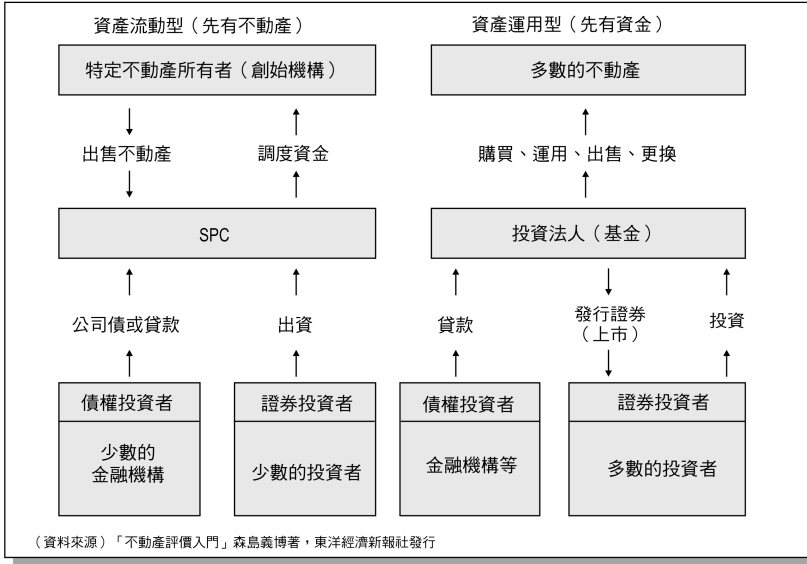 資產流動型（先有不動產）
特定不動產所有者（創始機構）
出售不動產
調度資金
SPC
公司債或貸款
出資
債權投資者
少數的
金融機構
證券投資者
少數的投資者
資產運用型（先有資金）
多數的不動產
購買、運用、出售、更換
投資法人（基金）
貸款
發行證券
（上市）
投資
債權投資者
金融機構等
證券投資者
多數的投資者
（資料來源）「不動產評價入門」森島義博著，東洋經濟新報社發行